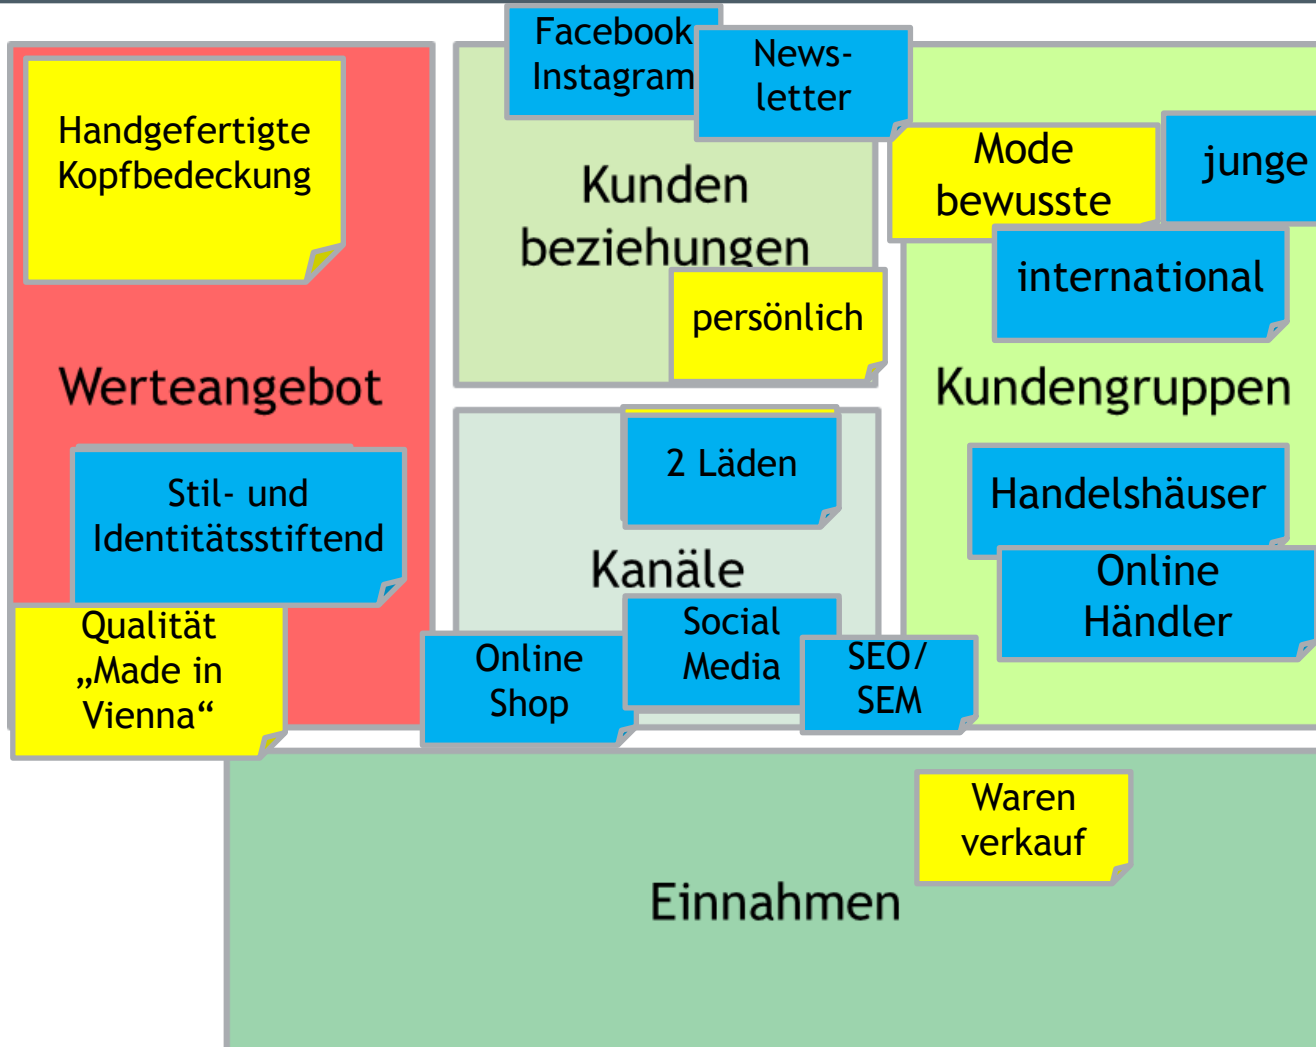 Handgefertigte
Kopfbedeckung
Werteangebot
Stil- und
Identitätsstiftend
Qualität
„Made in
Vienna“
Facebook
Instagram
News-
letter
Kunden
beziehungen
persönlich
2 Läden
Kanäle
Online
Shop
Social
Media
SEO/
SEM
Mode
bewusste
junge
international
Kundengruppen
Handelshäuser
Online
Händler
Waren
verkauf
Einnahmen